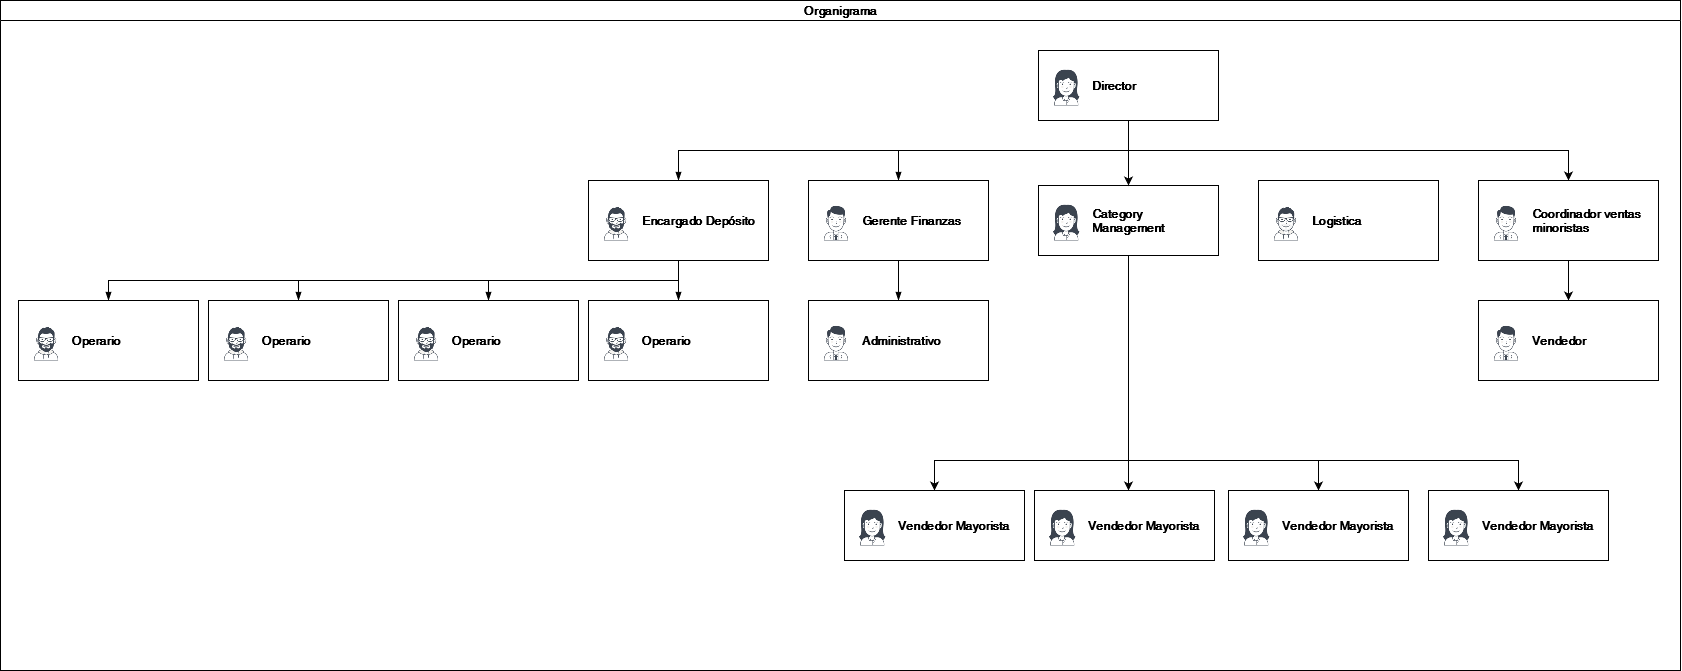 Organigrama
Director
Encargado Depósito
Gerente Finanzas
Category
Management
Logistica
Coordinador ventas
minoristas
Operario
Operario
Operario
Operario
Administrativo
Vendedor
Vendedor Mayorista
Vendedor Mayorista
Vendedor Mayorista
Vendedor Mayorista